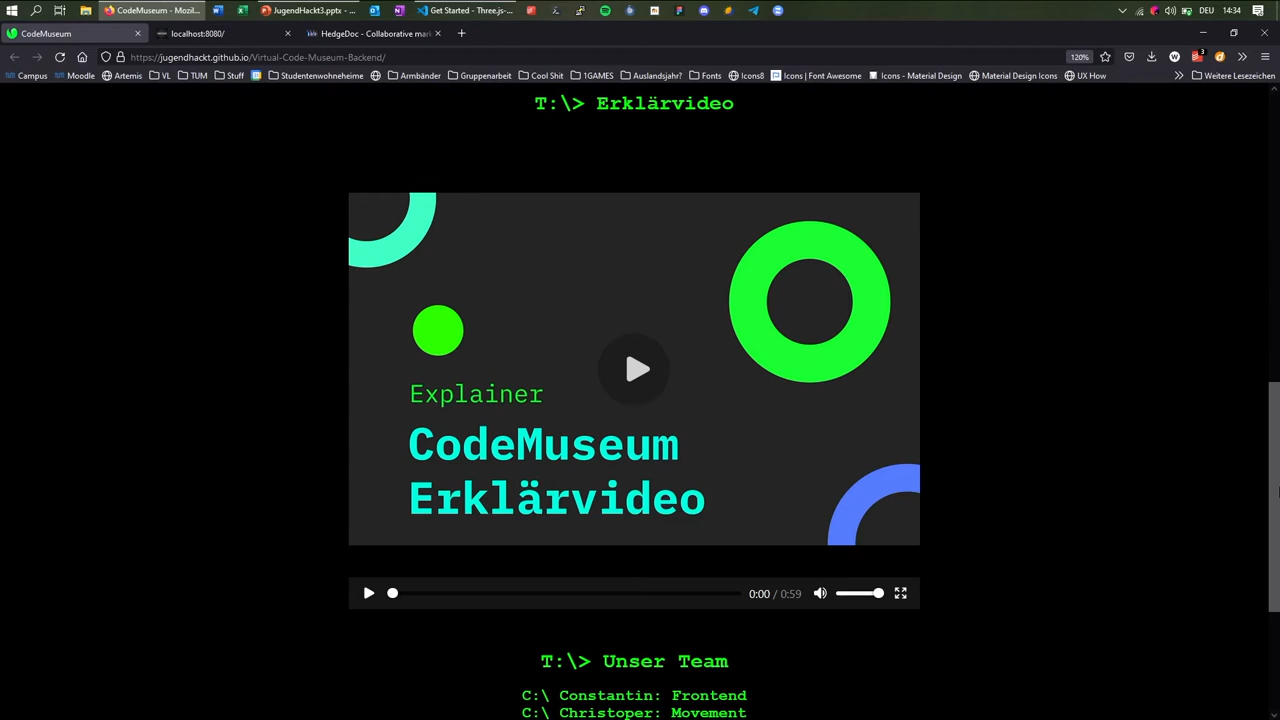 CodeMuseum - Mozil...
JugendHackt3.pptx - ...
Get Started - Three.js-...
DEU
14:34
CodeMuseum
localhost:8080/
HedgeDoc - Collaborative mark
https://jugendhackt.github.io/Virtual-Code-Museum-Backend/
120%
3
Campus
Moodle
Artemis
VL
TUM
Stuff
Studentenwohneheime
Armbänder
Gruppenarbeit
Cool Shit
1GAMES
Auslandsjahr?
Fonts
Icons8
Icons | Font Awesome
Icons - Material Design
Material Design Icons
UX How
Weitere Lesezeichen
T:\> Erklärvideo
Explainer
CodeMuseum
Erklärvideo
0:00 / 0:59
T:\> Unser Team
C:\ Constantin: Frontend
C:\ Christoper: Movement